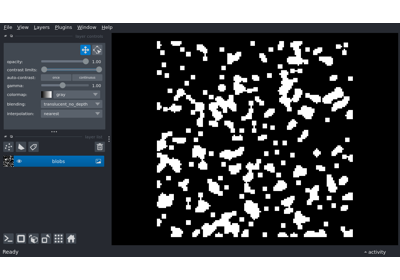 File View Layers Plugins Window Help
opacity: 1.00
contrast limits:
auto-contrast: once continuous
gamma: 1.00
colormap: gray
blending: translucent_no_depth
interpolation: nearest
blobs
Ready
activity